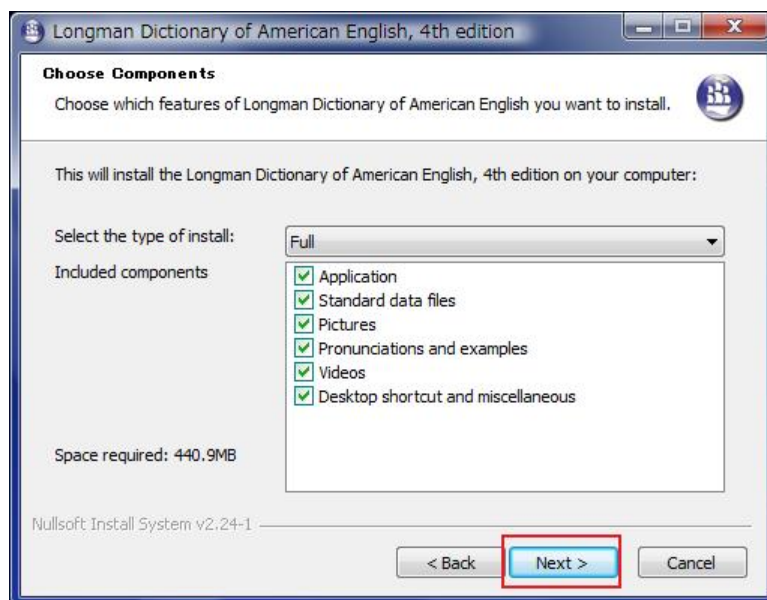 Longman Dictionary of American English, 4th edition
Choose Components
Choose which features of Longman Dictionary of American English you want to install.
This will install the Longman Dictionary of American English, 4th edition on your computer:
Select the type of install:
Full
Included components
Application
Standard data files
Pictures
Pronunciations and examples
Videos
Desktop shortcut and miscellaneous
Space required: 440.9MB
Nullsoft Install System v2.24-1
< Back
Next >
Cancel